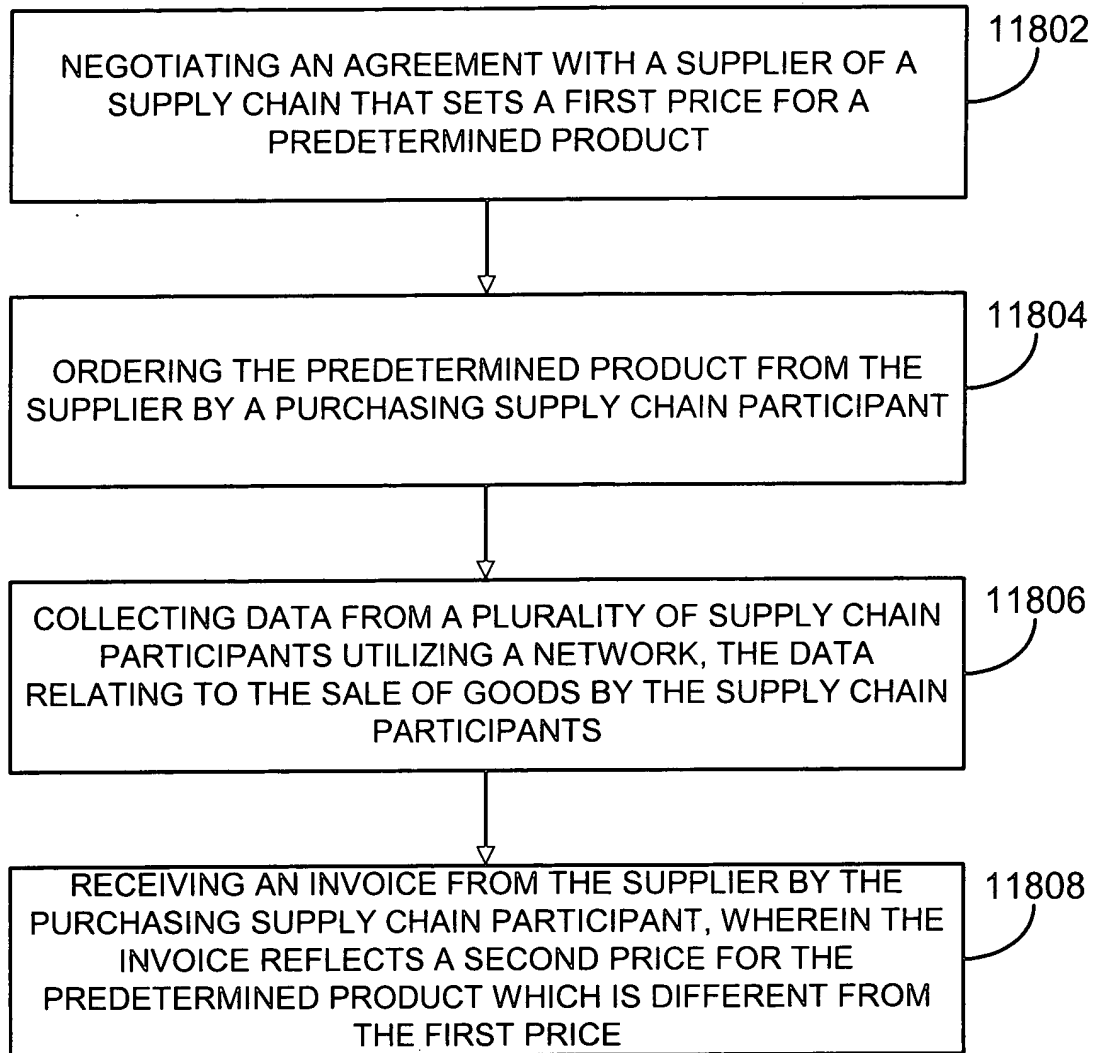 11802
NEGOTIATING AN AGREEMENT WITH A SUPPLIER OF A
SUPPLY CHAIN THAT SETS A FIRST PRICE FOR A
PREDETERMINED PRODUCT
11804
ORDERING THE PREDETERMINED PRODUCT FROM THE
SUPPLIER BY A PURCHASING SUPPLY CHAIN PARTICIPANT
11806
COLLECTING DATA FROM A PLURALITY OF SUPPLY CHAIN
PARTICIPANTS UTILIZING A NETWORK, THE DATA
RELATING TO THE SALE OF GOODS BY THE SUPPLY CHAIN
PARTICIPANTS
11808
RECEIVING AN INVOICE FROM THE SUPPLIER BY THE
PURCHASING SUPPLY CHAIN PARTICIPANT, WHEREIN THE
INVOICE REFLECTS A SECOND PRICE FOR THE
PREDETERMINED PRODUCT WHICH IS DIFFERENT FROM
THE FIRST PRICE